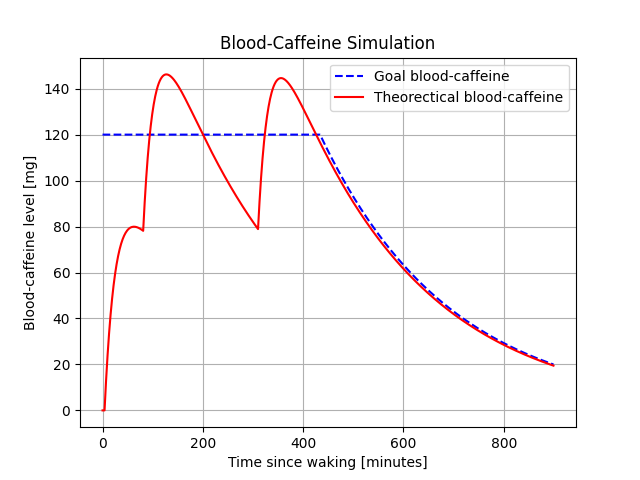 Blood-Caffeine Simulation
Goal blood-caffeine
Theorectical blood-caffeine
Blood-caffeine level [mg]
140
120
100
80
60
40
20
0
0 200 400 600 800
Time since waking [minutes]